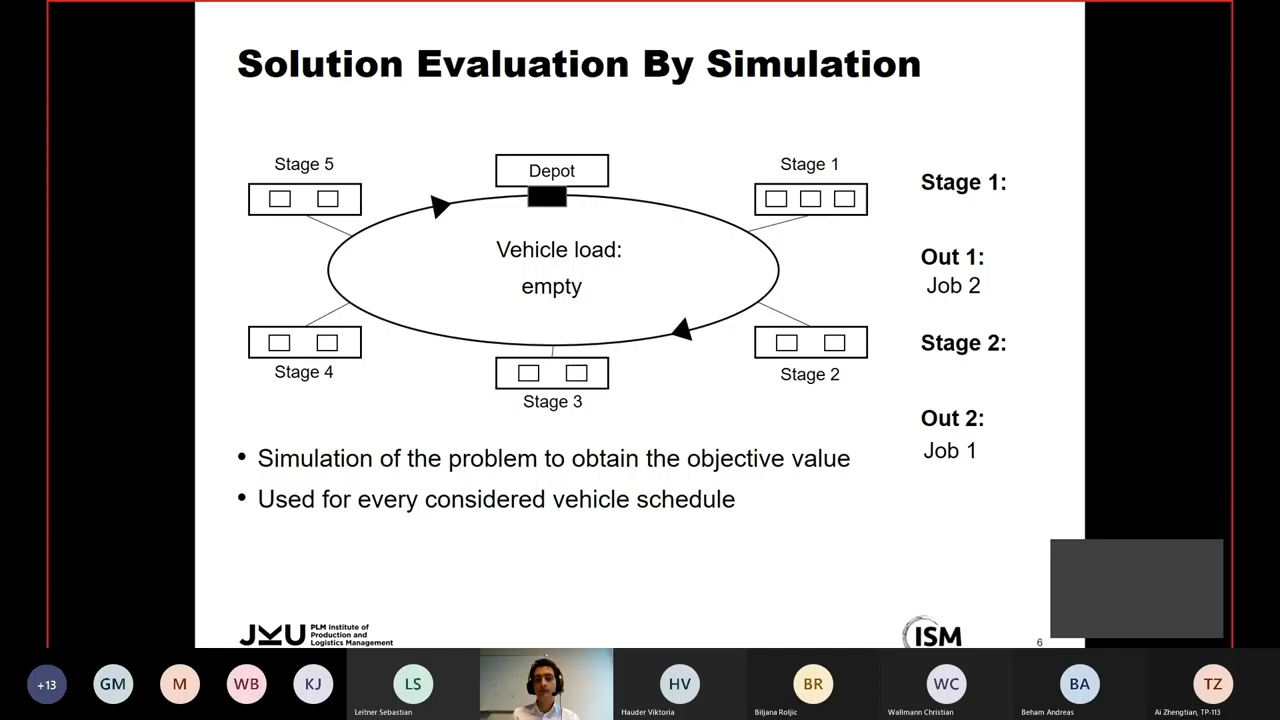 Solution Evaluation By Simulation
Stage 5
Depot
Stage 1
Stage 1:
Vehicle load:
empty
Out 1:
Job 2
Stage 2:
Stage 4
Stage 3
Stage 2
Out 2:
Job 1
• Simulation of the problem to obtain the objective value
• Used for every considered vehicle schedule
JKU
PLM Institute of
Production and
Logistics Management
ISM
6
+13
GM
M
WB
KJ
LS
HV
BR
WC
BA
TZ
Leitner Sebastian
Hauder Viktoria
Biljana Roljic
Wallmann Christian
Beham Andreas
Ai Zhengtian, TP-113